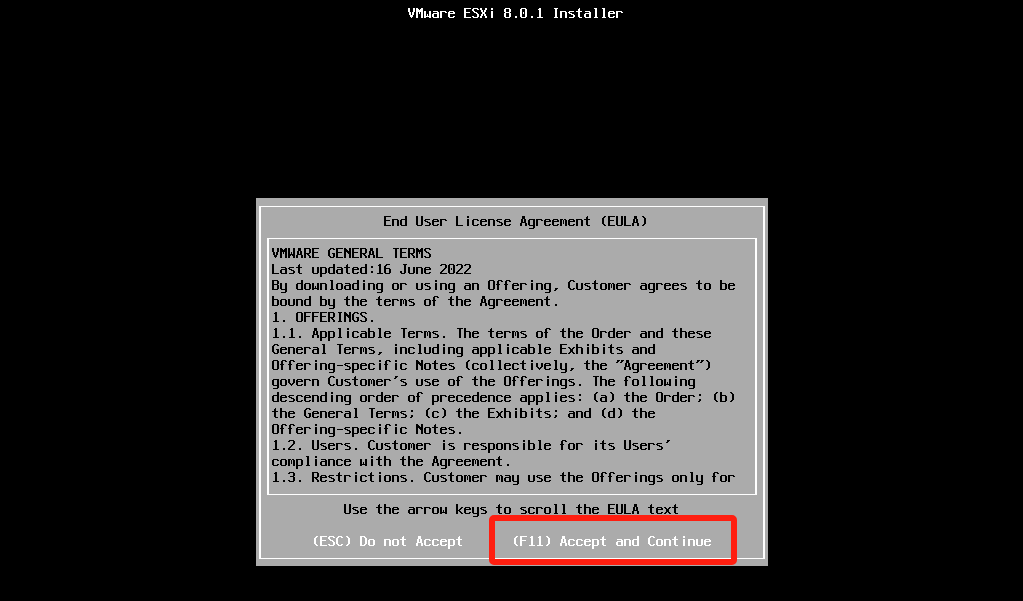 VMware ESXi 8.0.1 Installer
End User License Agreement (EULA)
VMWARE GENERAL TERMS
Last updated:16 June 2022
By downloading or using an Offering, Customer agrees to be
bound by the terms of the Agreement.
1. OFFERINGS.
1.1. Applicable Terms. The terms of the Order and these
General Terms, including applicable Exhibits and
Offering-specific Notes (collectively, the "Agreement")
govern Customer's use of the Offerings. The following
descending order of precedence applies: (a) the Order; (b)
the General Terms; (c) the Exhibits; and (d) the
Offering-specific Notes.
1.2. Users. Customer is responsible for its Users'
compliance with the Agreement.
1.3. Restrictions. Customer may use the Offerings only for
Use the arrow keys to scroll the EULA text
(ESC) Do not Accept (F11) Accept and Continue